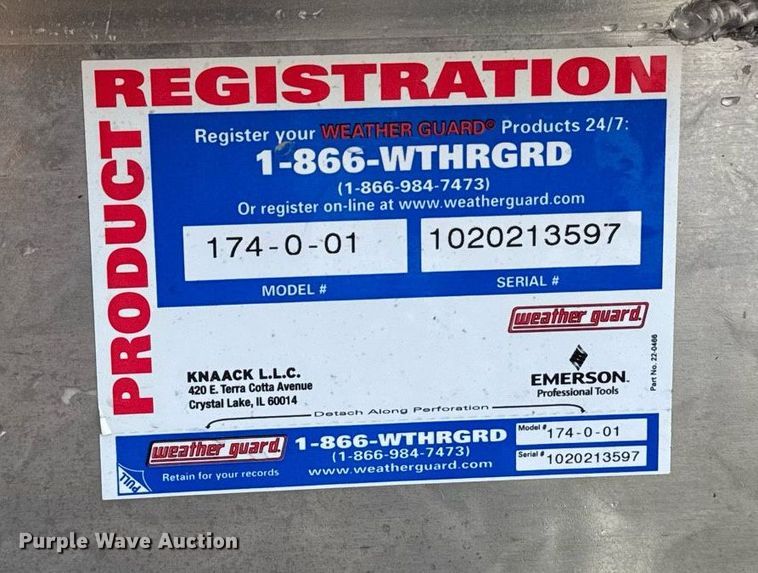 PRODUCT REGISTRATION
Register your WEATHER GUARD® Products 24/7:
1-866-WTHRGRD
(1-866-984-7473)
Or register on-line at www.weatherguard.com
174-0-01 1020213597
MODEL # SERIAL #
weather guard.
KNAACK L.L.C.
420 E. Terra Cotta Avenue
Crystal Lake, IL 60014
EMERSON™
Professional Tools
Part No. 22-0466
Detach Along Perforation
PULL
weather guard.
Retain for your records
1-866-WTHRGRD
(1-866-984-7473)
www.weatherguard.com
Model # 174-0-01
Serial # 1020213597
Purple Wave Auction